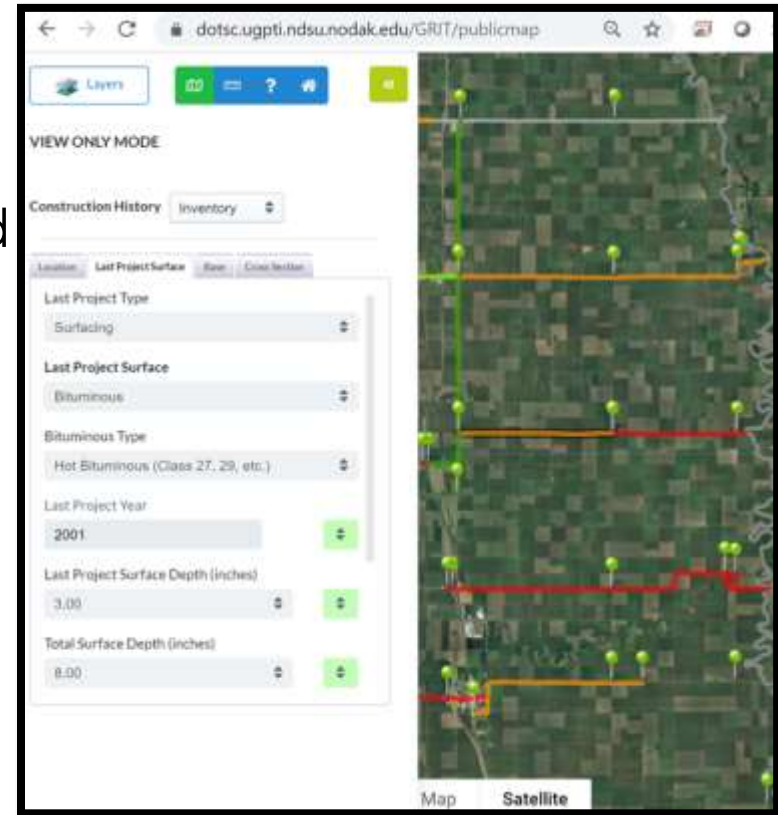 dotsc.ugpti.ndsu.nodak.edu/GRIT/publicmap
Layers
?
VIEW ONLY MODE
Construction History Inventory
Location Last Project Surface Base Cross Section
Last Project Type
Surfacing
Last Project Surface
Bituminous
Bituminous Type
Hot Bituminous (Class 27, 29, etc.)
Last Project Year
2001
Last Project Surface Depth (inches)
3.00
Total Surface Depth (inches)
8.00
Map Satellite
d